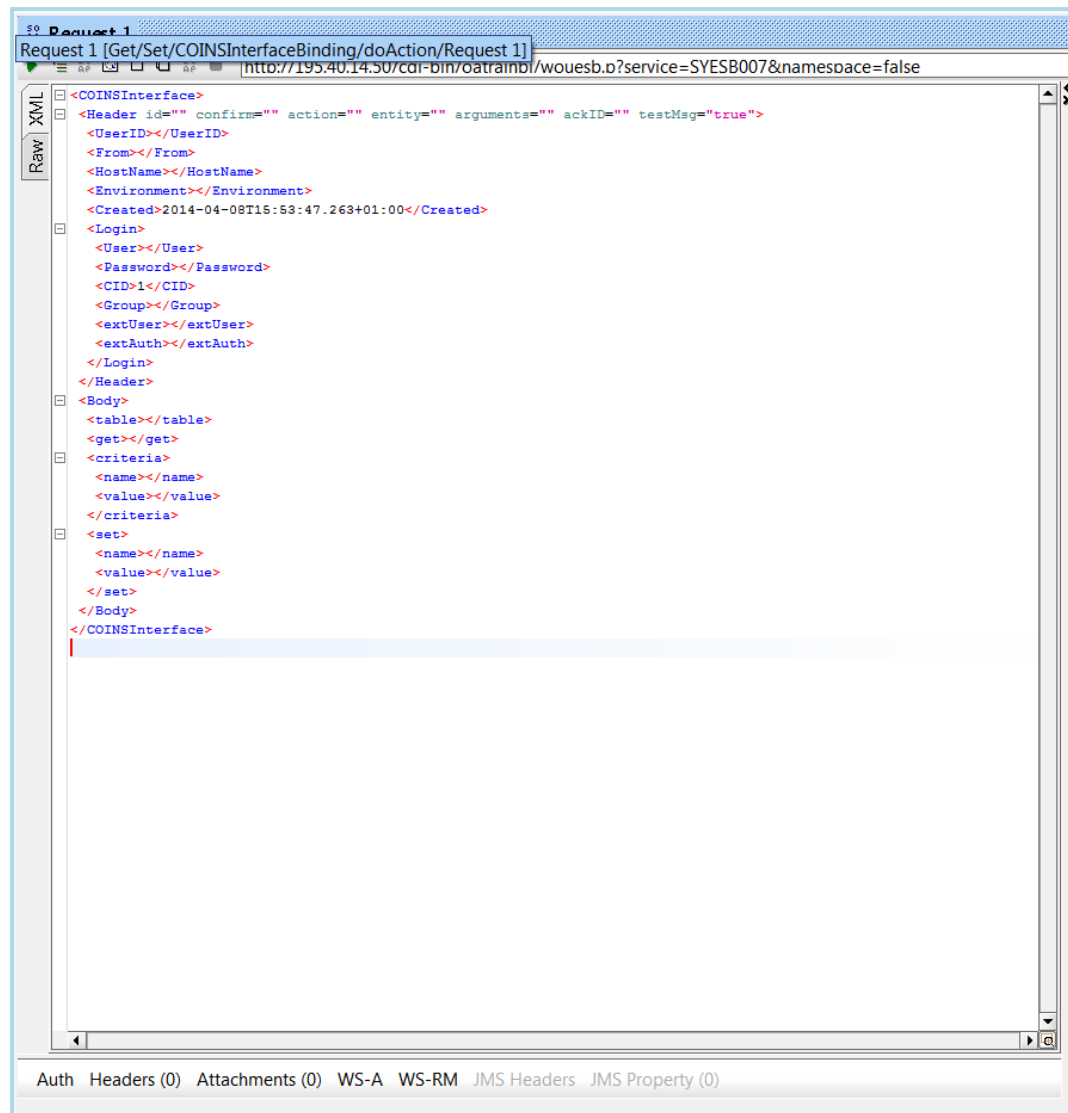 Request 1
Request 1 [Get/Set/COINSInterfaceBinding/doAction/Request 1]
http://195.40.14.50/cgi-bin/oatrainbi/wouesb.p?service=SYESB007&namespace=false
XML
Raw
<COINSInterface>
<Header id="" confirm="" action="" entity="" arguments="" ackID="" testMsg="true">
<UserID></UserID>
<From></From>
<HostName></HostName>
<Environment></Environment>
<Created>2014-04-08T15:53:47.263+01:00</Created>
<Login>
<User></User>
<Password></Password>
<CID>1</CID>
<Group></Group>
<extUser></extUser>
<extAuth></extAuth>
</Login>
</Header>
<Body>
<table></table>
<get></get>
<criteria>
<name></name>
<value></value>
</criteria>
<set>
<name></name>
<value></value>
</set>
</Body>
</COINSInterface>
Auth Headers (0) Attachments (0) WS-A WS-RM JMS Headers JMS Property (0)